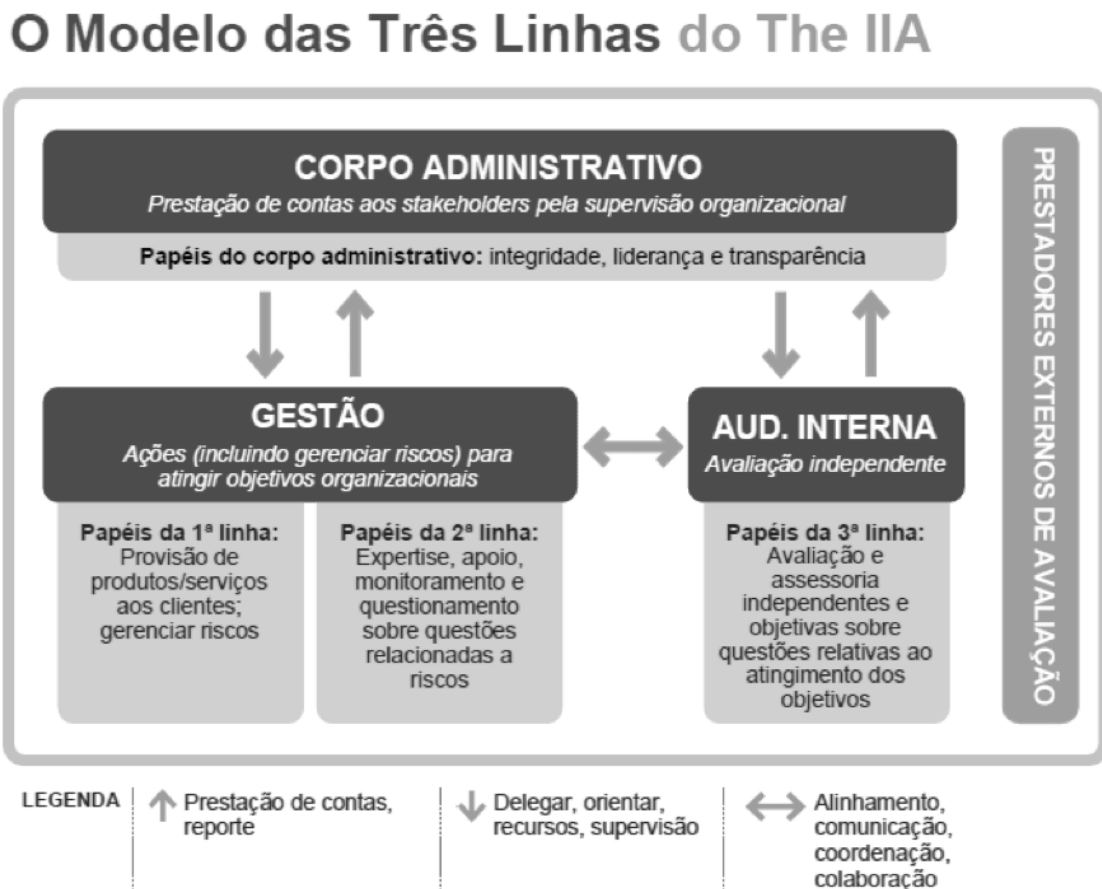 O Modelo das Três Linhas do The IIA
CORPO ADMINISTRATIVO
Prestação de contas aos stakeholders pela supervisão organizacional
Papéis do corpo administrativo: integridade, liderança e transparência
GESTÃO
Ações (incluindo gerenciar riscos) para
atingir objetivos organizacionais
Papéis da 1ª linha:
Provisão de
produtos/serviços
aos clientes;
gerenciar riscos
Papéis da 2ª linha:
Expertise, apoio,
monitoramento e
questionamento
sobre questões
relacionadas a
riscos
AUD. INTERNA
Avaliação independente
Papéis da 3ª linha:
Avaliação e
assessoria
independentes e
objetivas sobre
questões relativas ao
atingimento dos
objetivos
PRESTADORES EXTERNOS DE AVALIAÇÃO
LEGENDA
Prestação de contas,
reporte
Delegar, orientar,
recursos, supervisão
Alinhamento,
comunicação,
coordenação,
colaboração